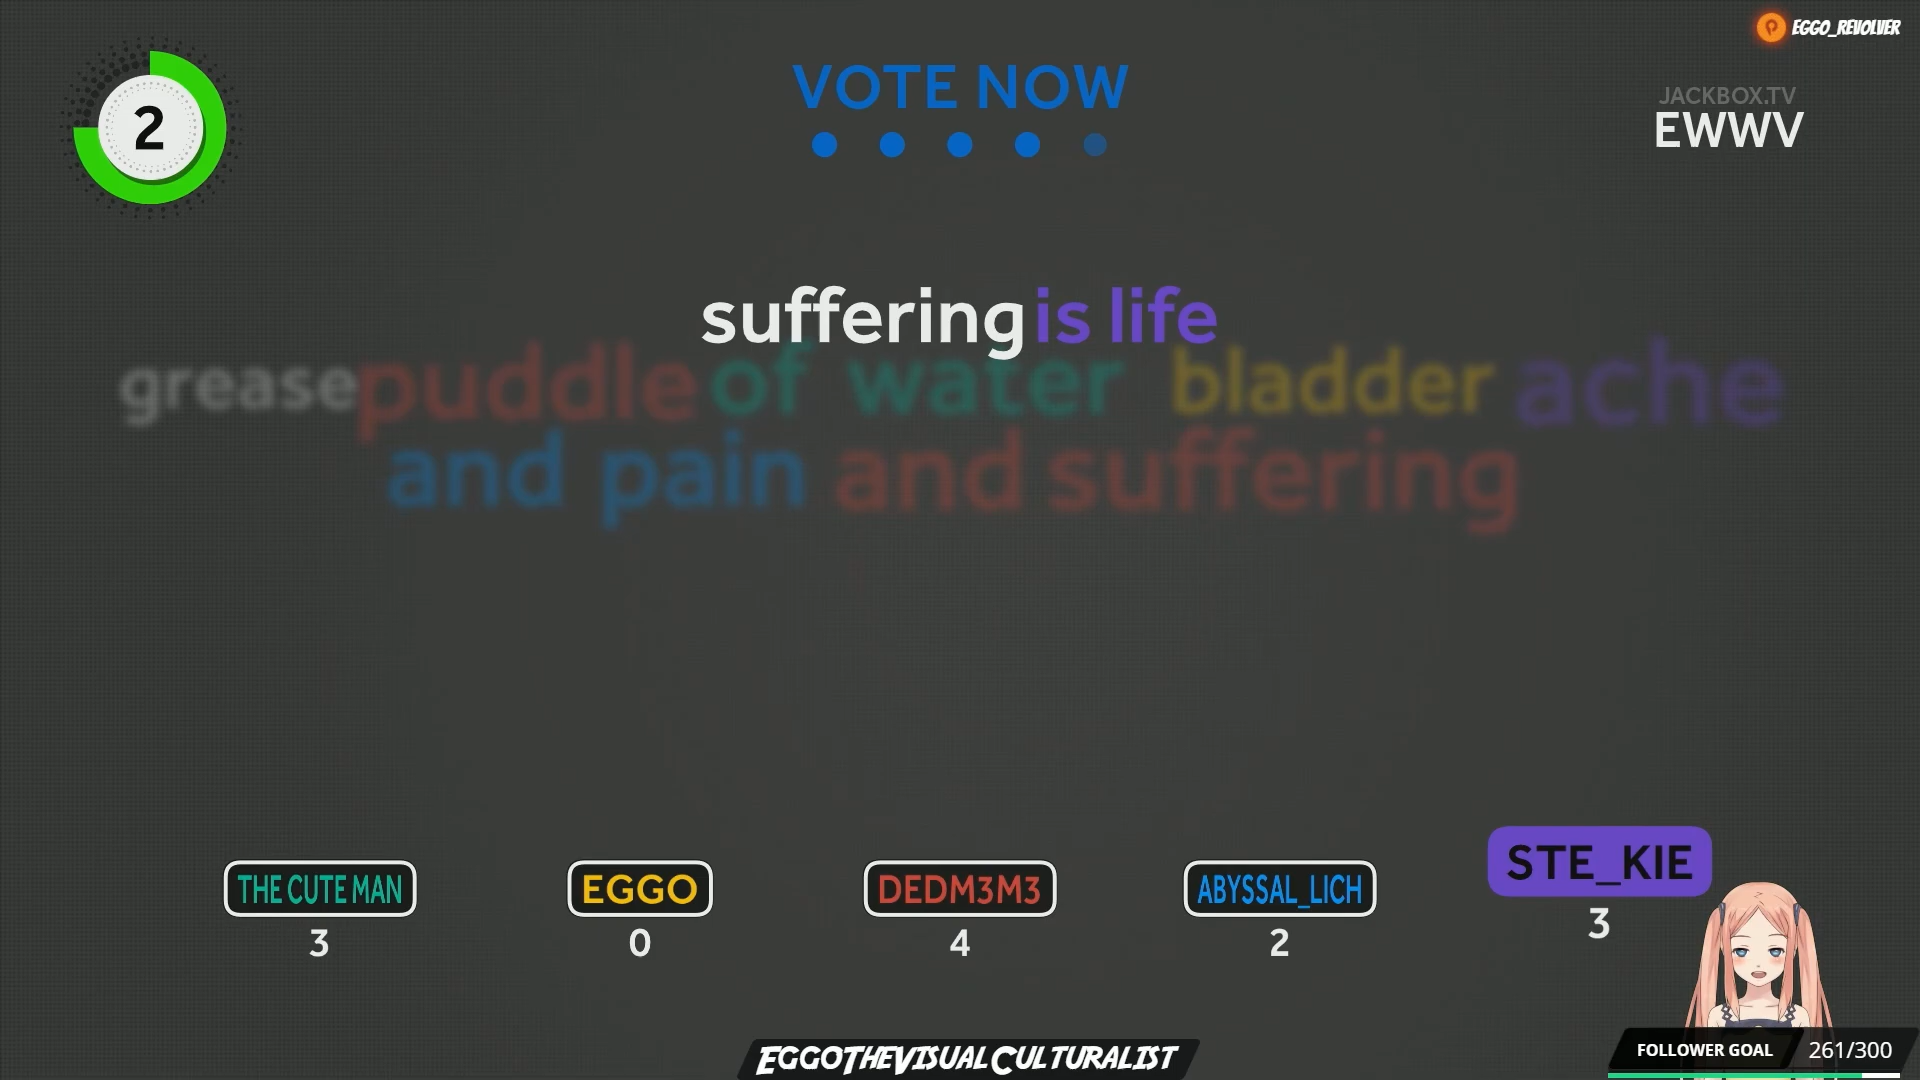 EGGO_REVOLVER
2
VOTE NOW
JACKBOX.TV
EWWV
suffering is life
grease puddle of water bladder ache
and pain and suffering
THE CUTE MAN
3
EGGO
0
DEDM3M3
4
ABYSSAL_LICH
2
STE_KIE
3
EGGOTHEVISUALCULTURALIST
FOLLOWER GOAL 261/300